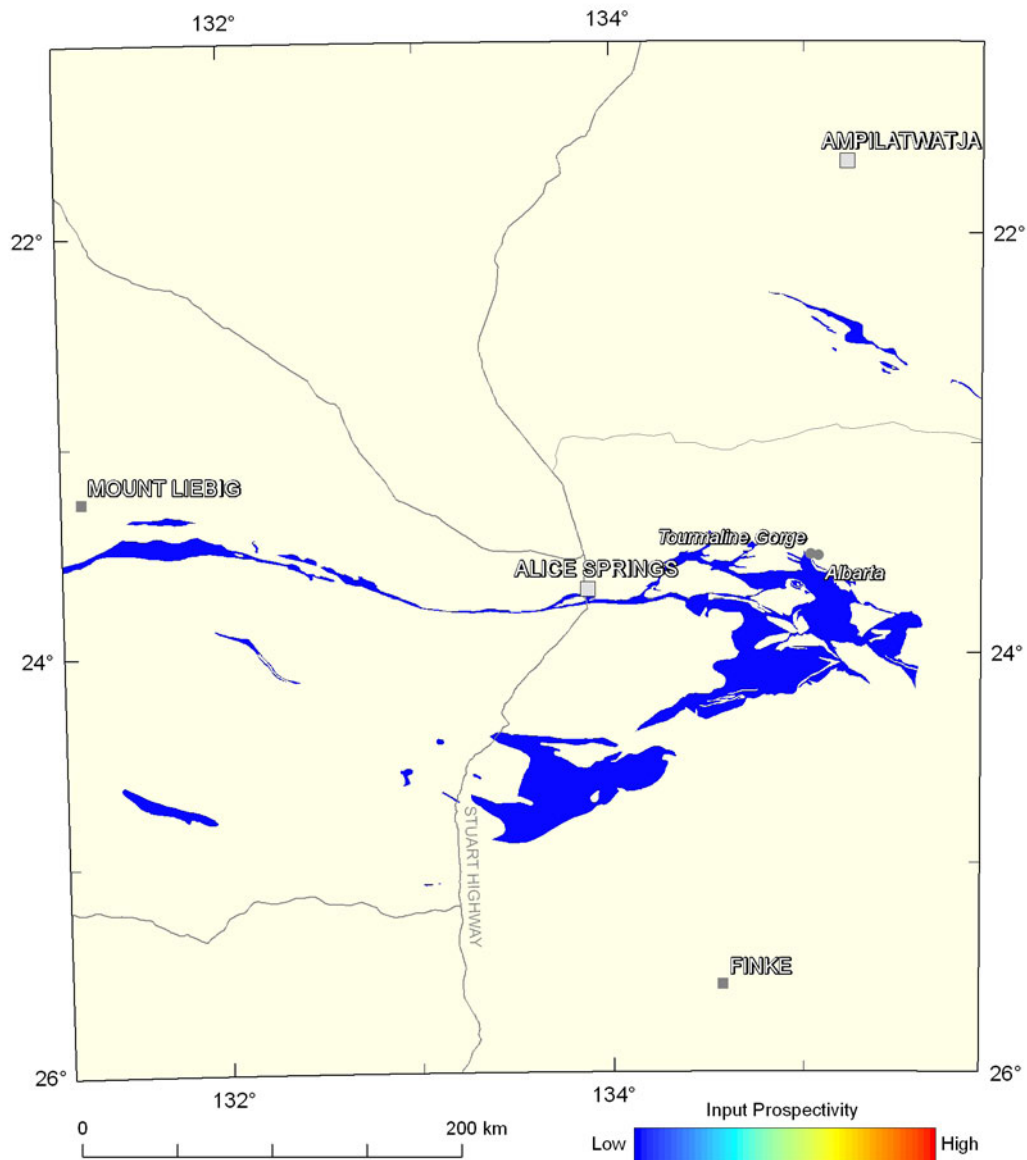 132°
134°
AMPILATWATJA
22°
22°
MOUNT LIEBIG
Tourmaline Gorge
ALICE SPRINGS
Albarta
24°
24°
STUART HIGHWAY
FINKE
26°
26°
132°
134°
0
200 km
Input Prospectivity
Low
High